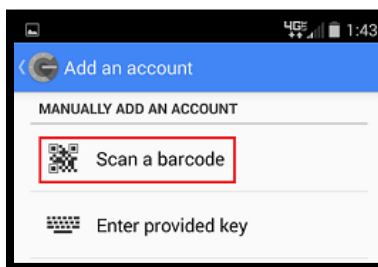 4G 1:43
Add an account
MANUALLY ADD AN ACCOUNT
Scan a barcode
Enter provided key